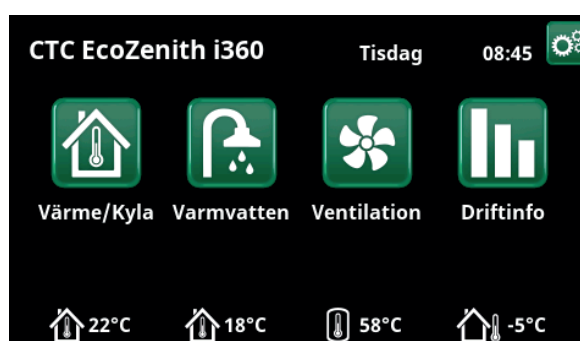 CTC EcoZenith i360 Tisdag 08:45
Värme/Kyla Varmvatten Ventilation Driftinfo
22°C 18°C 58°C -5°C